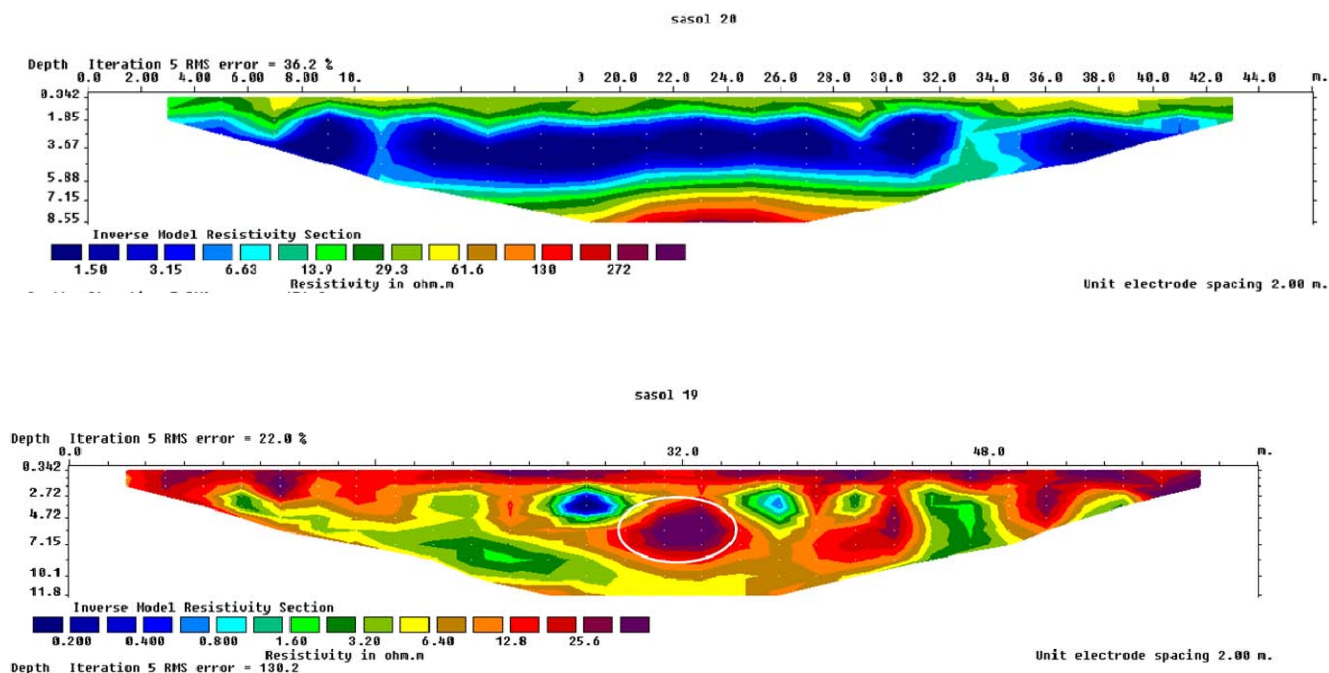 sasol 20
Depth Iteration 5 RMS error = 36.2 %
0.0 2.00 4.00 6.00 8.00 10. 20.0 22.0 24.0 26.0 28.0 30.0 32.0 34.0 36.0 38.0 40.0 42.0 44.0 m.
0.342
1.85
3.67
5.88
7.15
8.55
Inverse Model Resistivity Section
1.50 3.15 6.63 13.9 29.3 61.6 130 272
Resistivity in ohm.m
Unit electrode spacing 2.00 m.
sasol 19
Depth Iteration 5 RMS error = 22.0 %
0.0 32.0 48.0 m.
0.342
2.72
4.72
7.15
10.1
11.8
Inverse Model Resistivity Section
0.200 0.400 0.800 1.60 3.20 6.40 12.8 25.6
Resistivity in ohm.m
Unit electrode spacing 2.00 m.
Depth Iteration 5 RMS error = 130.2